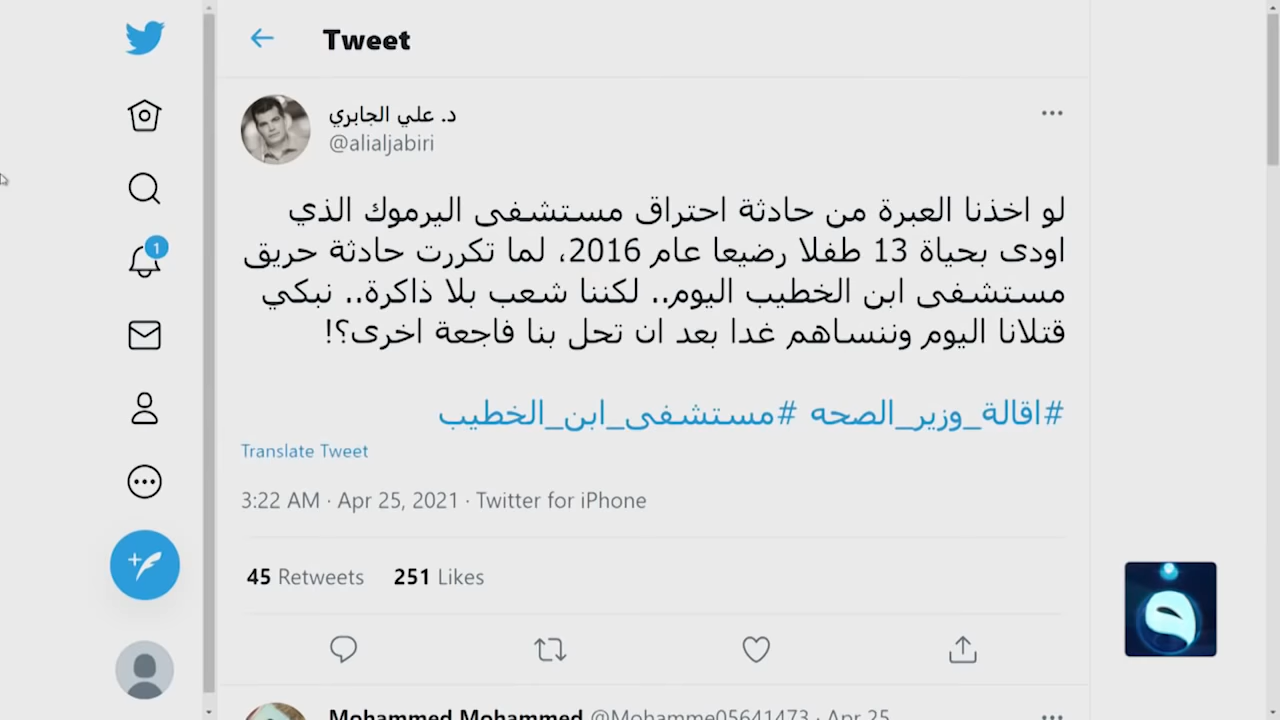 Tweet
د. علي الجابري
@alialjabiri
لو اخذنا العبرة من حادثة احتراق مستشفى اليرموك الذي
اودى بحياة 13 طفلا رضيعا عام 2016، لما تكررت حادثة حريق
مستشفى ابن الخطيب اليوم.. لكننا شعب بلا ذاكرة.. نبكي
قتلانا اليوم وننساهم غدا بعد ان تحل بنا فاجعة اخرى؟!
#اقالة_وزير_الصحه #مستشفى_ابن_الخطيب
Translate Tweet
3:22 AM · Apr 25, 2021 · Twitter for iPhone
45 Retweets 251 Likes
1
Mohammed Mohammed @Mohamme05641473 · Apr 25